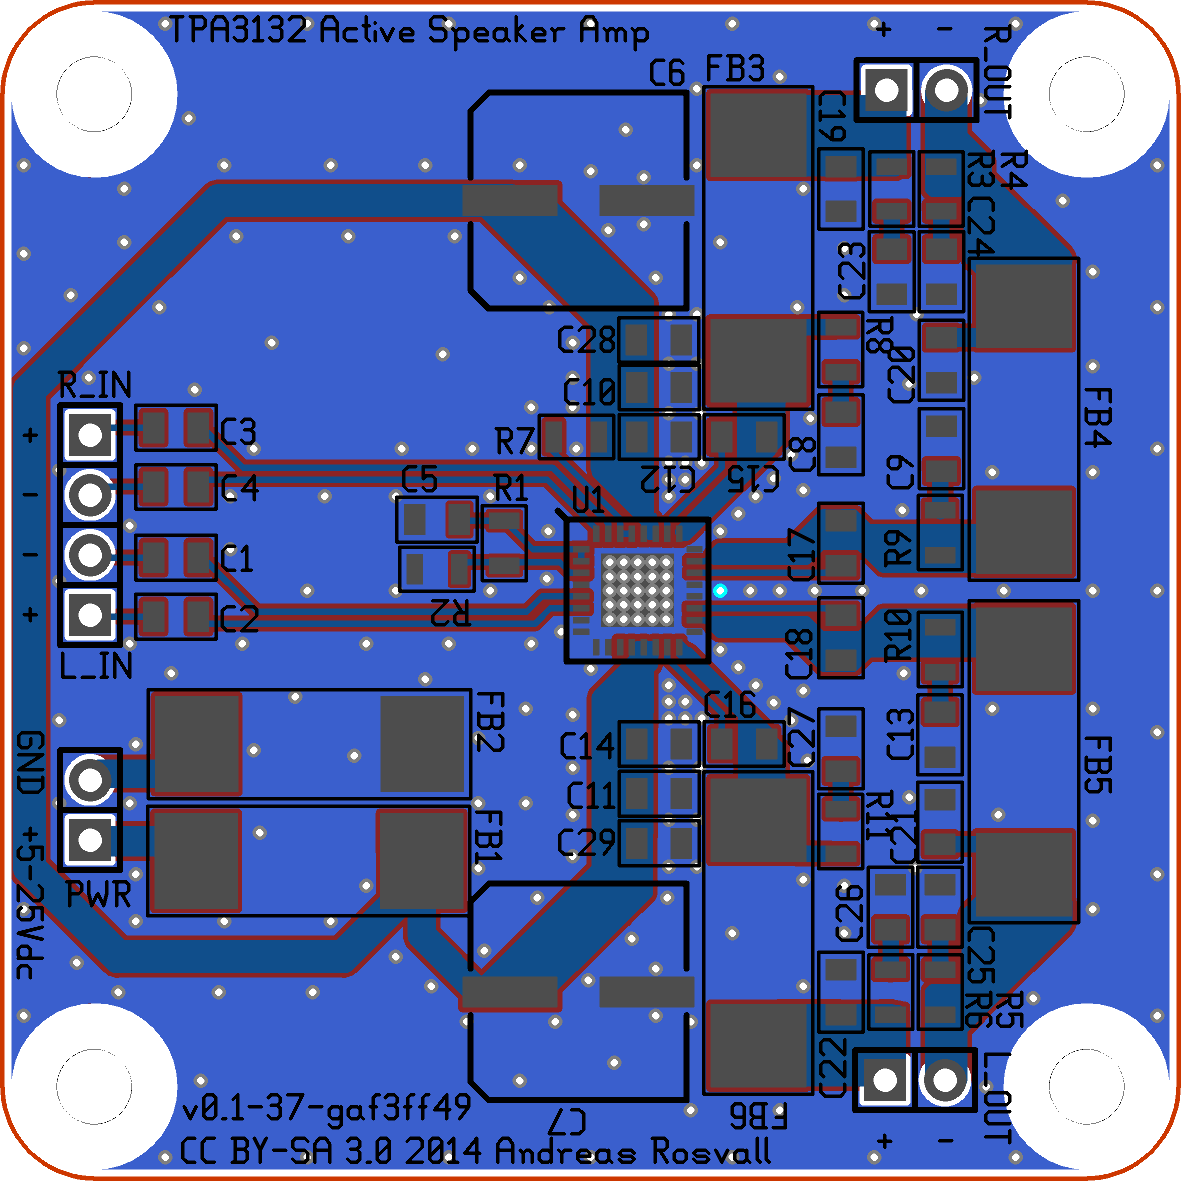 TPA3132 Active Speaker Amp
+ -
R_OUT
C6 FB3
C19
R3 R4
C24
C23
C28
R8
C20
C10
FB4
R_IN
+
C3
R7
C12 C15
C8 C9
-
C4
C5 R1
U1
-
C1
C17 R9
R2
+
C2
L_IN
C18 R10
GND
FB2
C16
C27
C13
FB5
C14
C11
R11
C21
+5-25Vdc
FB1
C29
PWR
C26
C25
R6 R5
C22
L_OUT
v0.1-37-gaf3ff49
C7
FB6
+ -
CC BY-SA 3.0 2014 Andreas Rosvall